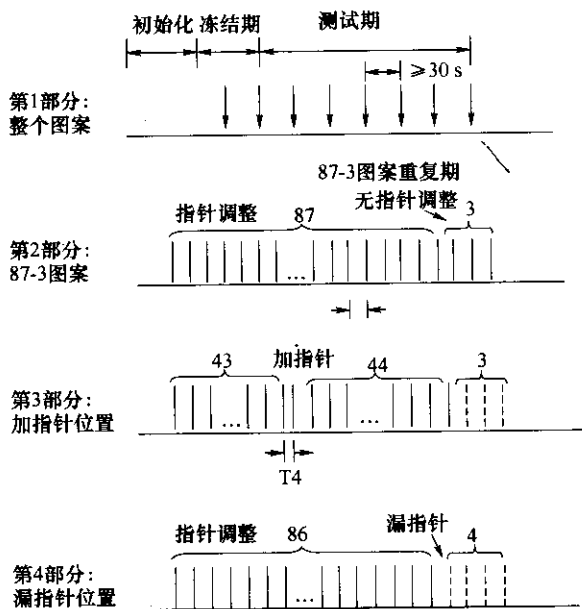 初始化 冻结期 测试期
≥30 s
第1部分:
整个图案
87-3图案重复期
无指针调整
指针调整 87 3
第2部分:
87-3图案
...
43 加指针 44 3
第3部分:
加指针位置
... ...
T4
漏指针
指针调整 86 4
第4部分:
漏指针位置
...